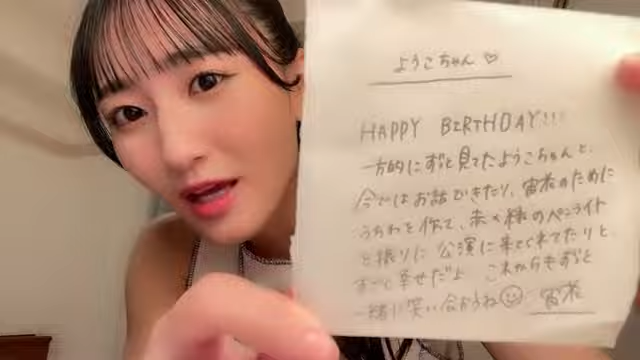 ようこちゃん♡
HAPPY BIRTHDAY!!!
一方的にずっと見てたようこちゃんと、
今ではお話できたり、宙花のために
うちわを作って、赤×緑のペンライト
を振りに公演に来てくれてたりと
すっごく幸せだよ これからもずっと
一緒に笑い合おうね☺ 宙花